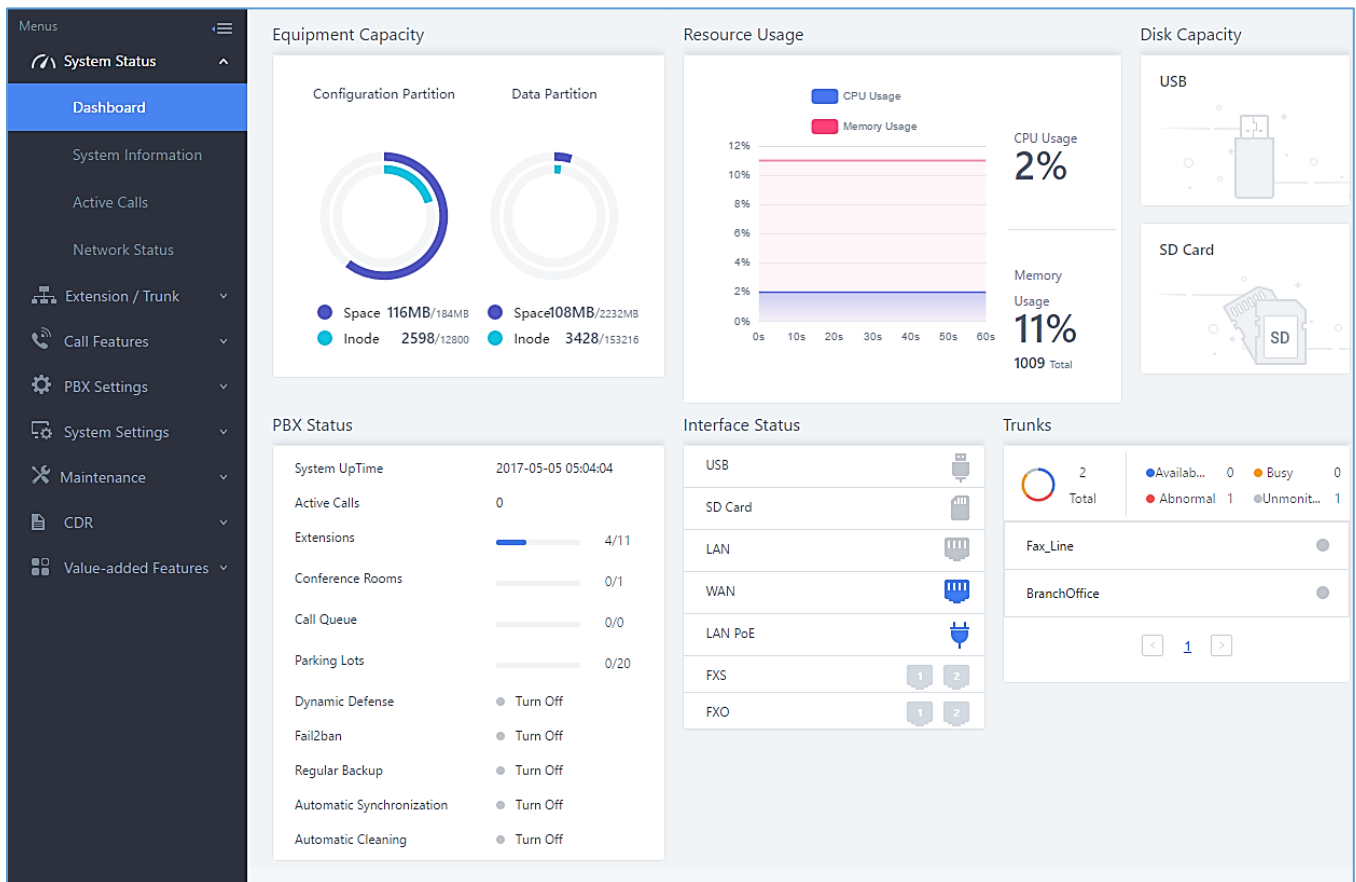 Menus
System Status
Dashboard
System Information
Active Calls
Network Status
Extension / Trunk
Call Features
PBX Settings
System Settings
Maintenance
CDR
Value-added Features
Equipment Capacity
Configuration Partition Data Partition
Space 116MB/184MB Space108MB/2232MB
Inode 2598/12800 Inode 3428/153216
Resource Usage
CPU Usage
Memory Usage
12%
10%
8%
6%
4%
2%
0%
0s 10s 20s 30s 40s 50s 60s
CPU Usage
2%
Memory
Usage
11%
1009 Total
Disk Capacity
USB
SD Card
SD
PBX Status
System UpTime 2017-05-05 05:04:04
Active Calls 0
Extensions 4/11
Conference Rooms 0/1
Call Queue 0/0
Parking Lots 0/20
Dynamic Defense Turn Off
Fail2ban Turn Off
Regular Backup Turn Off
Automatic Synchronization Turn Off
Automatic Cleaning Turn Off
Interface Status
USB
SD Card
LAN
WAN
LAN PoE
FXS 1 2
FXO 1 2
Trunks
2
Total
Availab... 0 Busy 0
Abnormal 1 Unmonit... 1
Fax_Line
BranchOffice
< 1 >